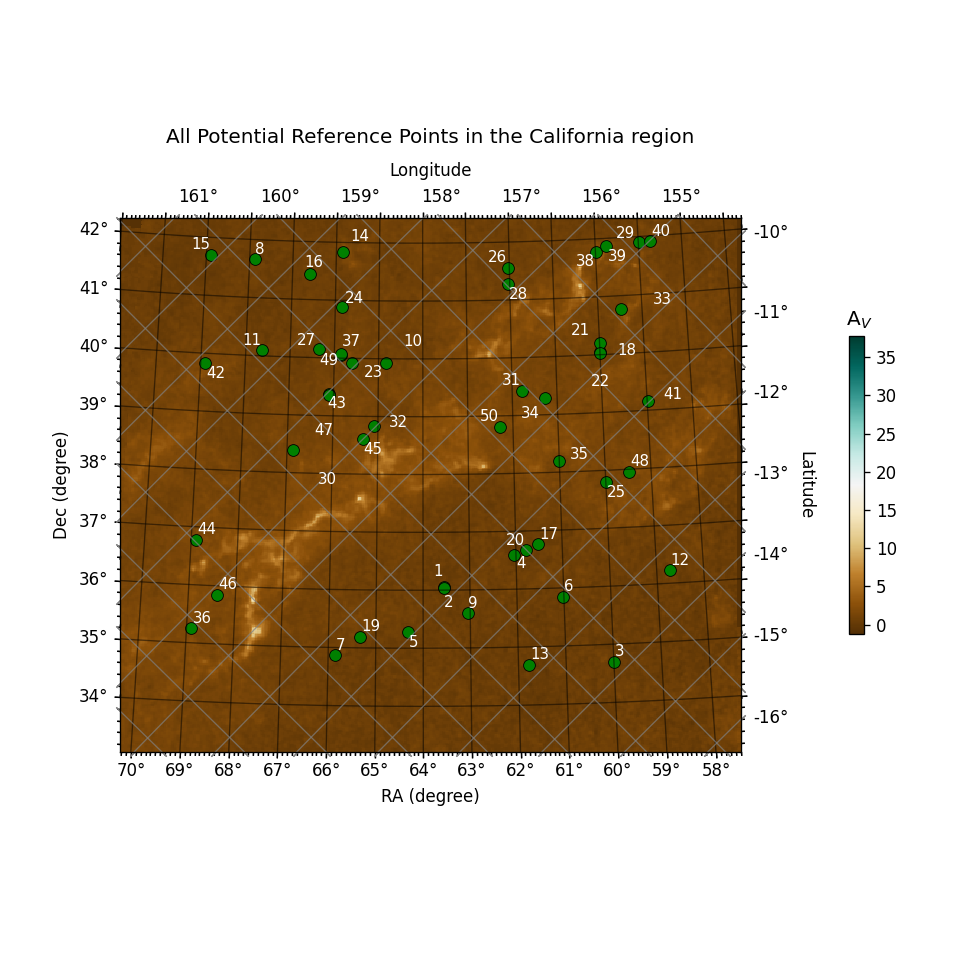 All Potential Reference Points in the California region
Longitude
161° 160° 159° 158° 157° 156° 155°
42° 15 8 14 26 29 40 -10°
16 38 39
41° 24 28 33 -11°
40° 11 27 37 10 21 18
42 49 23 22 -12°
39° 43 31 34 41
47 32 50
38° 45 35 48 -13°
30 25
37° 44 20 17 -14°
36° 46 1 4 6 12
36 2 9
35° 19 5 -15°
7 13 3
34° -16°
70° 69° 68° 67° 66° 65° 64° 63° 62° 61° 60° 59° 58°
RA (degree)
Dec (degree)
Latitude
A_V
35
30
25
20
15
10
5
0